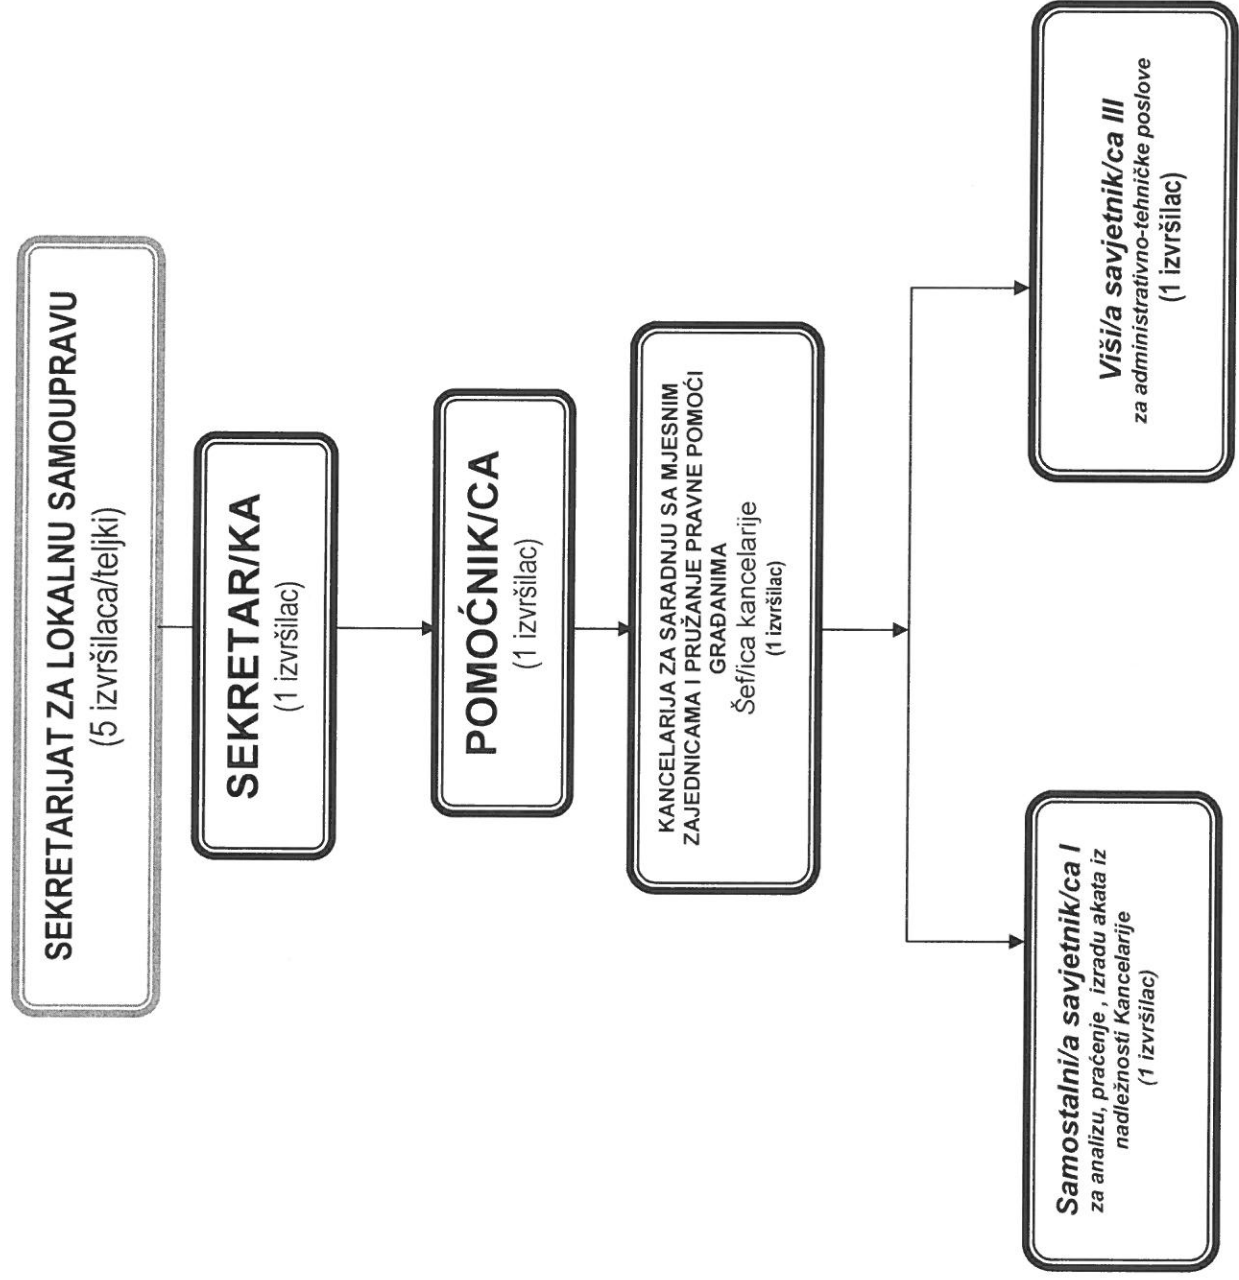 SEKRETARIJAT ZA LOKALNU SAMOUPRAVU
(5 izvršilaca/teljki)
SEKRETAR/KA
(1 izvršilac)
POMOĆNIK/CA
(1 izvršilac)
KANCELARIJA ZA SARADNJU SA MJESNIM
ZAJEDNICAMA I PRUŽANJE PRAVNE POMOĆI
GRAĐANIMA
Šef/ica kancelarije
(1 izvršilac)
Samostalni/a savjetnik/ca I
za analizu, praćenje , izradu akata iz
nadležnosti Kancelarije
(1 izvršilac)
Viši/a savjetnik/ca III
za administrativno-tehničke poslove
(1 izvršilac)